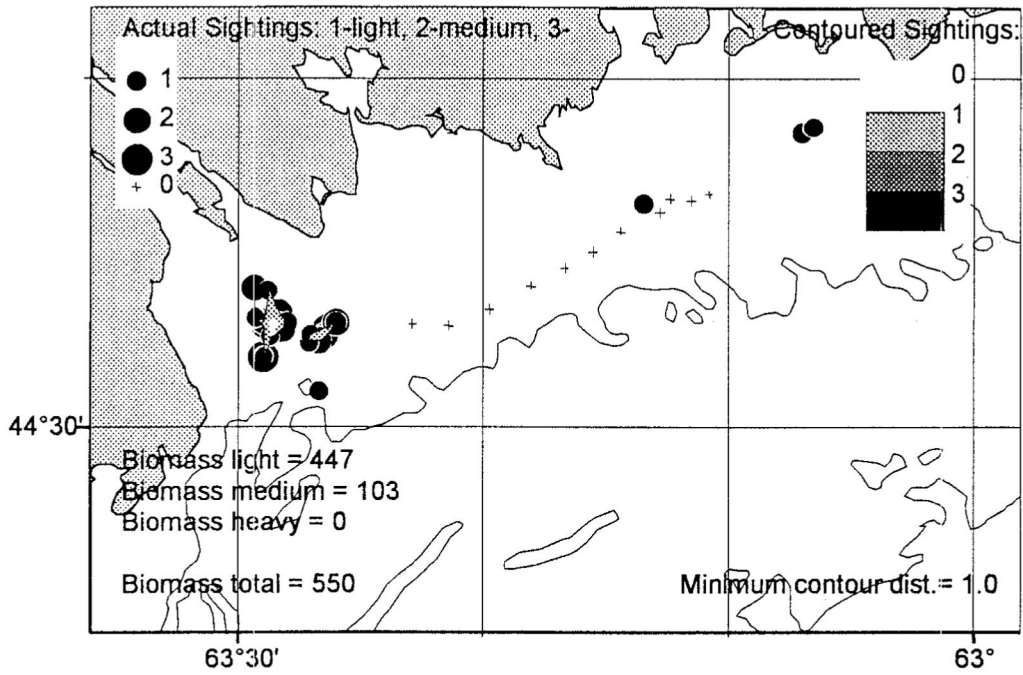 Actual Sightings: 1-light, 2-medium, 3-
Contoured Sightings:
1
2
3
0
0
1
2
3
44°30'
Biomass light = 447
Biomass medium = 103
Biomass heavy = 0
Biomass total = 550
Minimum contour dist.= 1.0
63°30'
63°